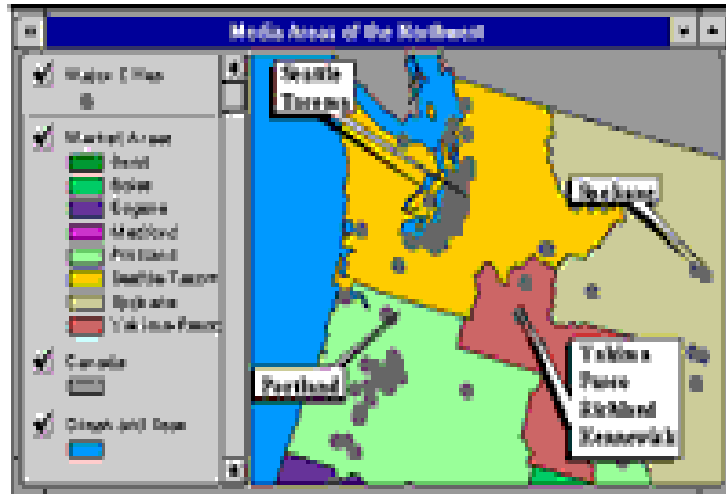 Media Areas of the Northwest
Major Cities
Market Areas
Bend
Boise
Eugene
Medford
Portland
Seattle-Tacom
Spokane
Yakima-Pasco
Canada
Seattle
Tacoma
Spokane
Portland
Yakima
Pasco
Richland
Kennewick